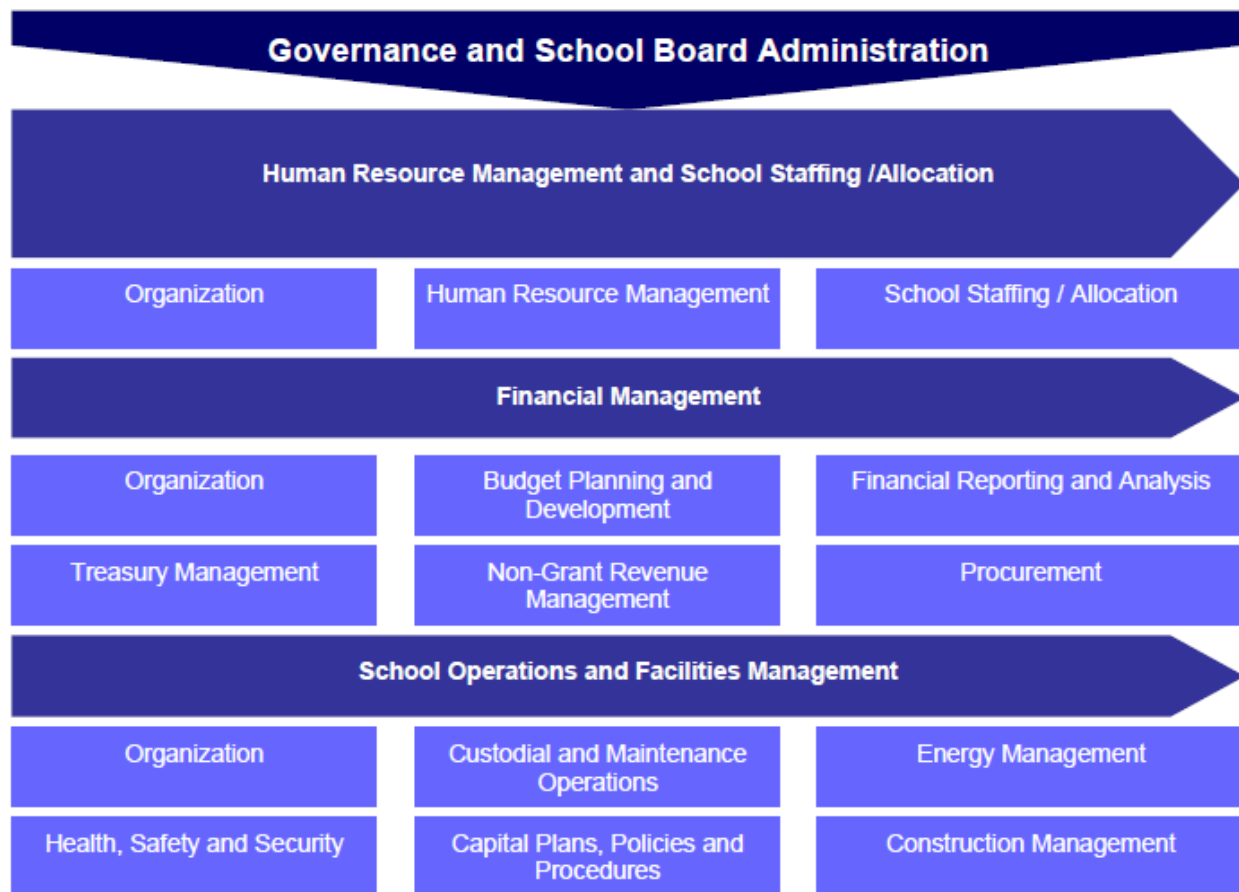 Governance and School Board Administration
Human Resource Management and School Staffing /Allocation
Organization
Human Resource Management
School Staffing / Allocation
Financial Management
Organization
Budget Planning and
Development
Financial Reporting and Analysis
Treasury Management
Non-Grant Revenue
Management
Procurement
School Operations and Facilities Management
Organization
Custodial and Maintenance
Operations
Energy Management
Health, Safety and Security
Capital Plans, Policies and
Procedures
Construction Management